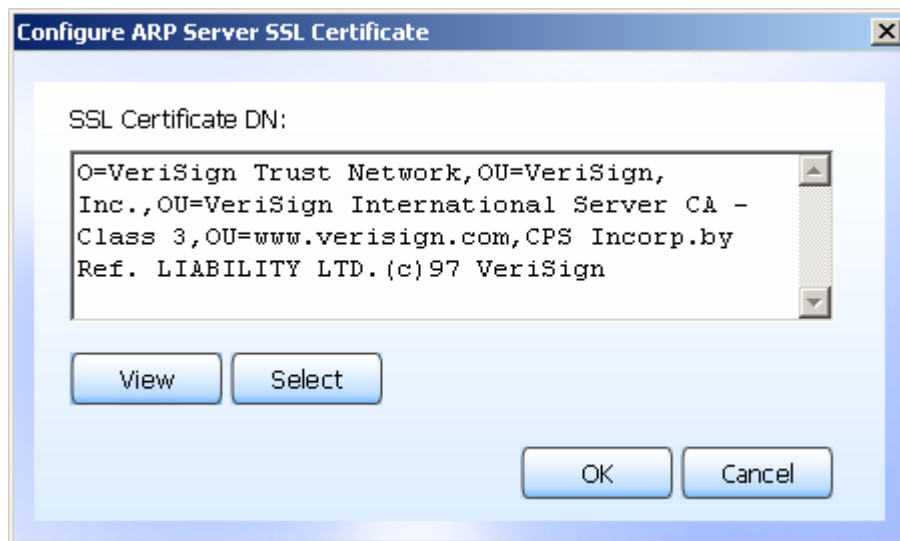 Configure ARP Server SSL Certificate
SSL Certificate DN:
O=VeriSign Trust Network,OU=VeriSign,
Inc.,OU=VeriSign International Server CA -
Class 3,OU=www.verisign.com,CPS Incorp.by
Ref. LIABILITY LTD.(c)97 VeriSign
View Select
OK Cancel